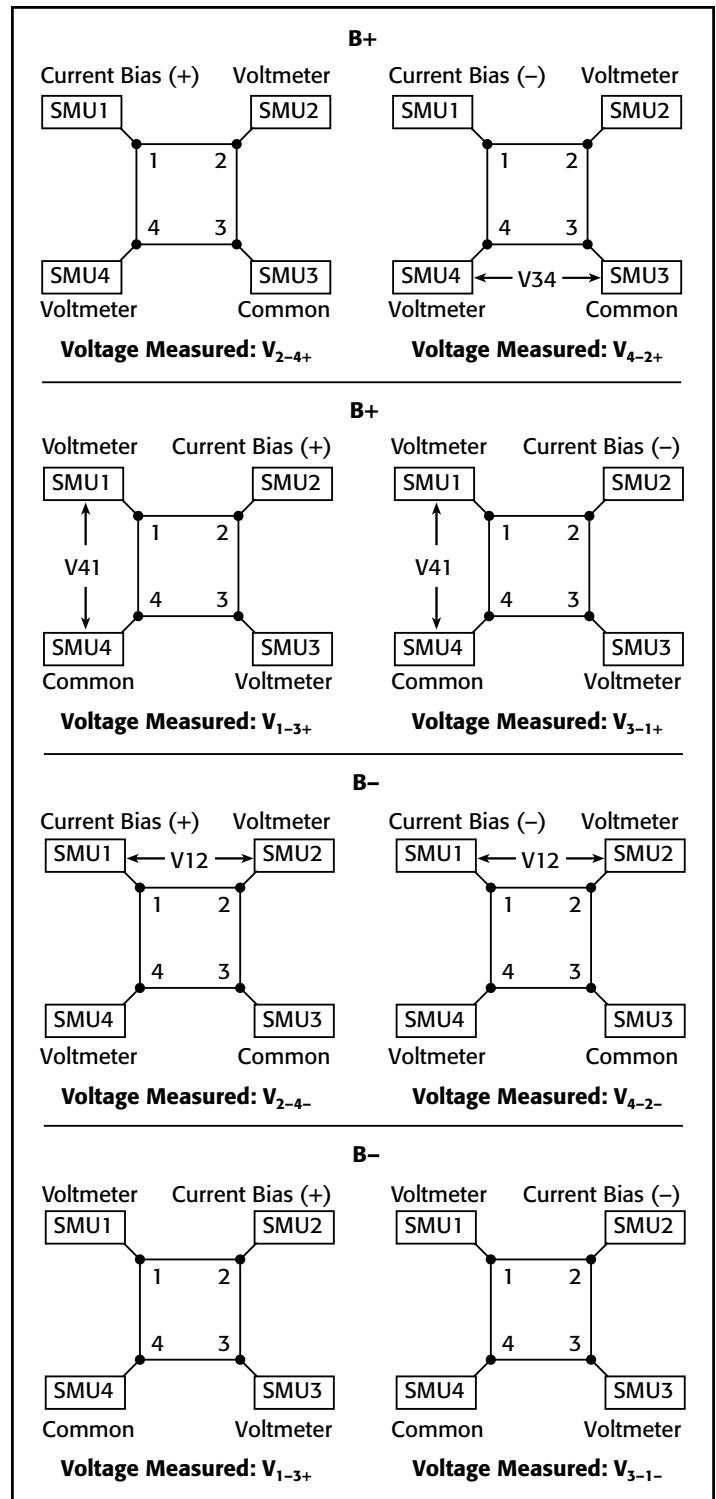 B+
Current Bias (+) Voltmeter Current Bias (–) Voltmeter
SMU1 SMU2 SMU1 SMU2
1 2 1 2
4 3 4 3
SMU4 SMU3 SMU4 V34 SMU3
Voltmeter Common Voltmeter Common
Voltage Measured: V2–4+ Voltage Measured: V4–2+
B+
Voltmeter Current Bias (+) Voltmeter Current Bias (–)
SMU1 SMU2 SMU1 SMU2
1 2 1 2
V41 V41
4 3 4 3
SMU4 SMU3 SMU4 SMU3
Common Voltmeter Common Voltmeter
Voltage Measured: V1–3+ Voltage Measured: V3–1+
B–
Current Bias (+) Voltmeter Current Bias (–) Voltmeter
SMU1 V12 SMU2 SMU1 V12 SMU2
1 2 1 2
4 3 4 3
SMU4 SMU3 SMU4 SMU3
Voltmeter Common Voltmeter Common
Voltage Measured: V2–4– Voltage Measured: V4–2–
B–
Voltmeter Current Bias (+) Voltmeter Current Bias (–)
SMU1 SMU2 SMU1 SMU2
1 2 1 2
4 3 4 3
SMU4 SMU3 SMU4 SMU3
Common Voltmeter Common Voltmeter
Voltage Measured: V1–3+ Voltage Measured: V3–1–